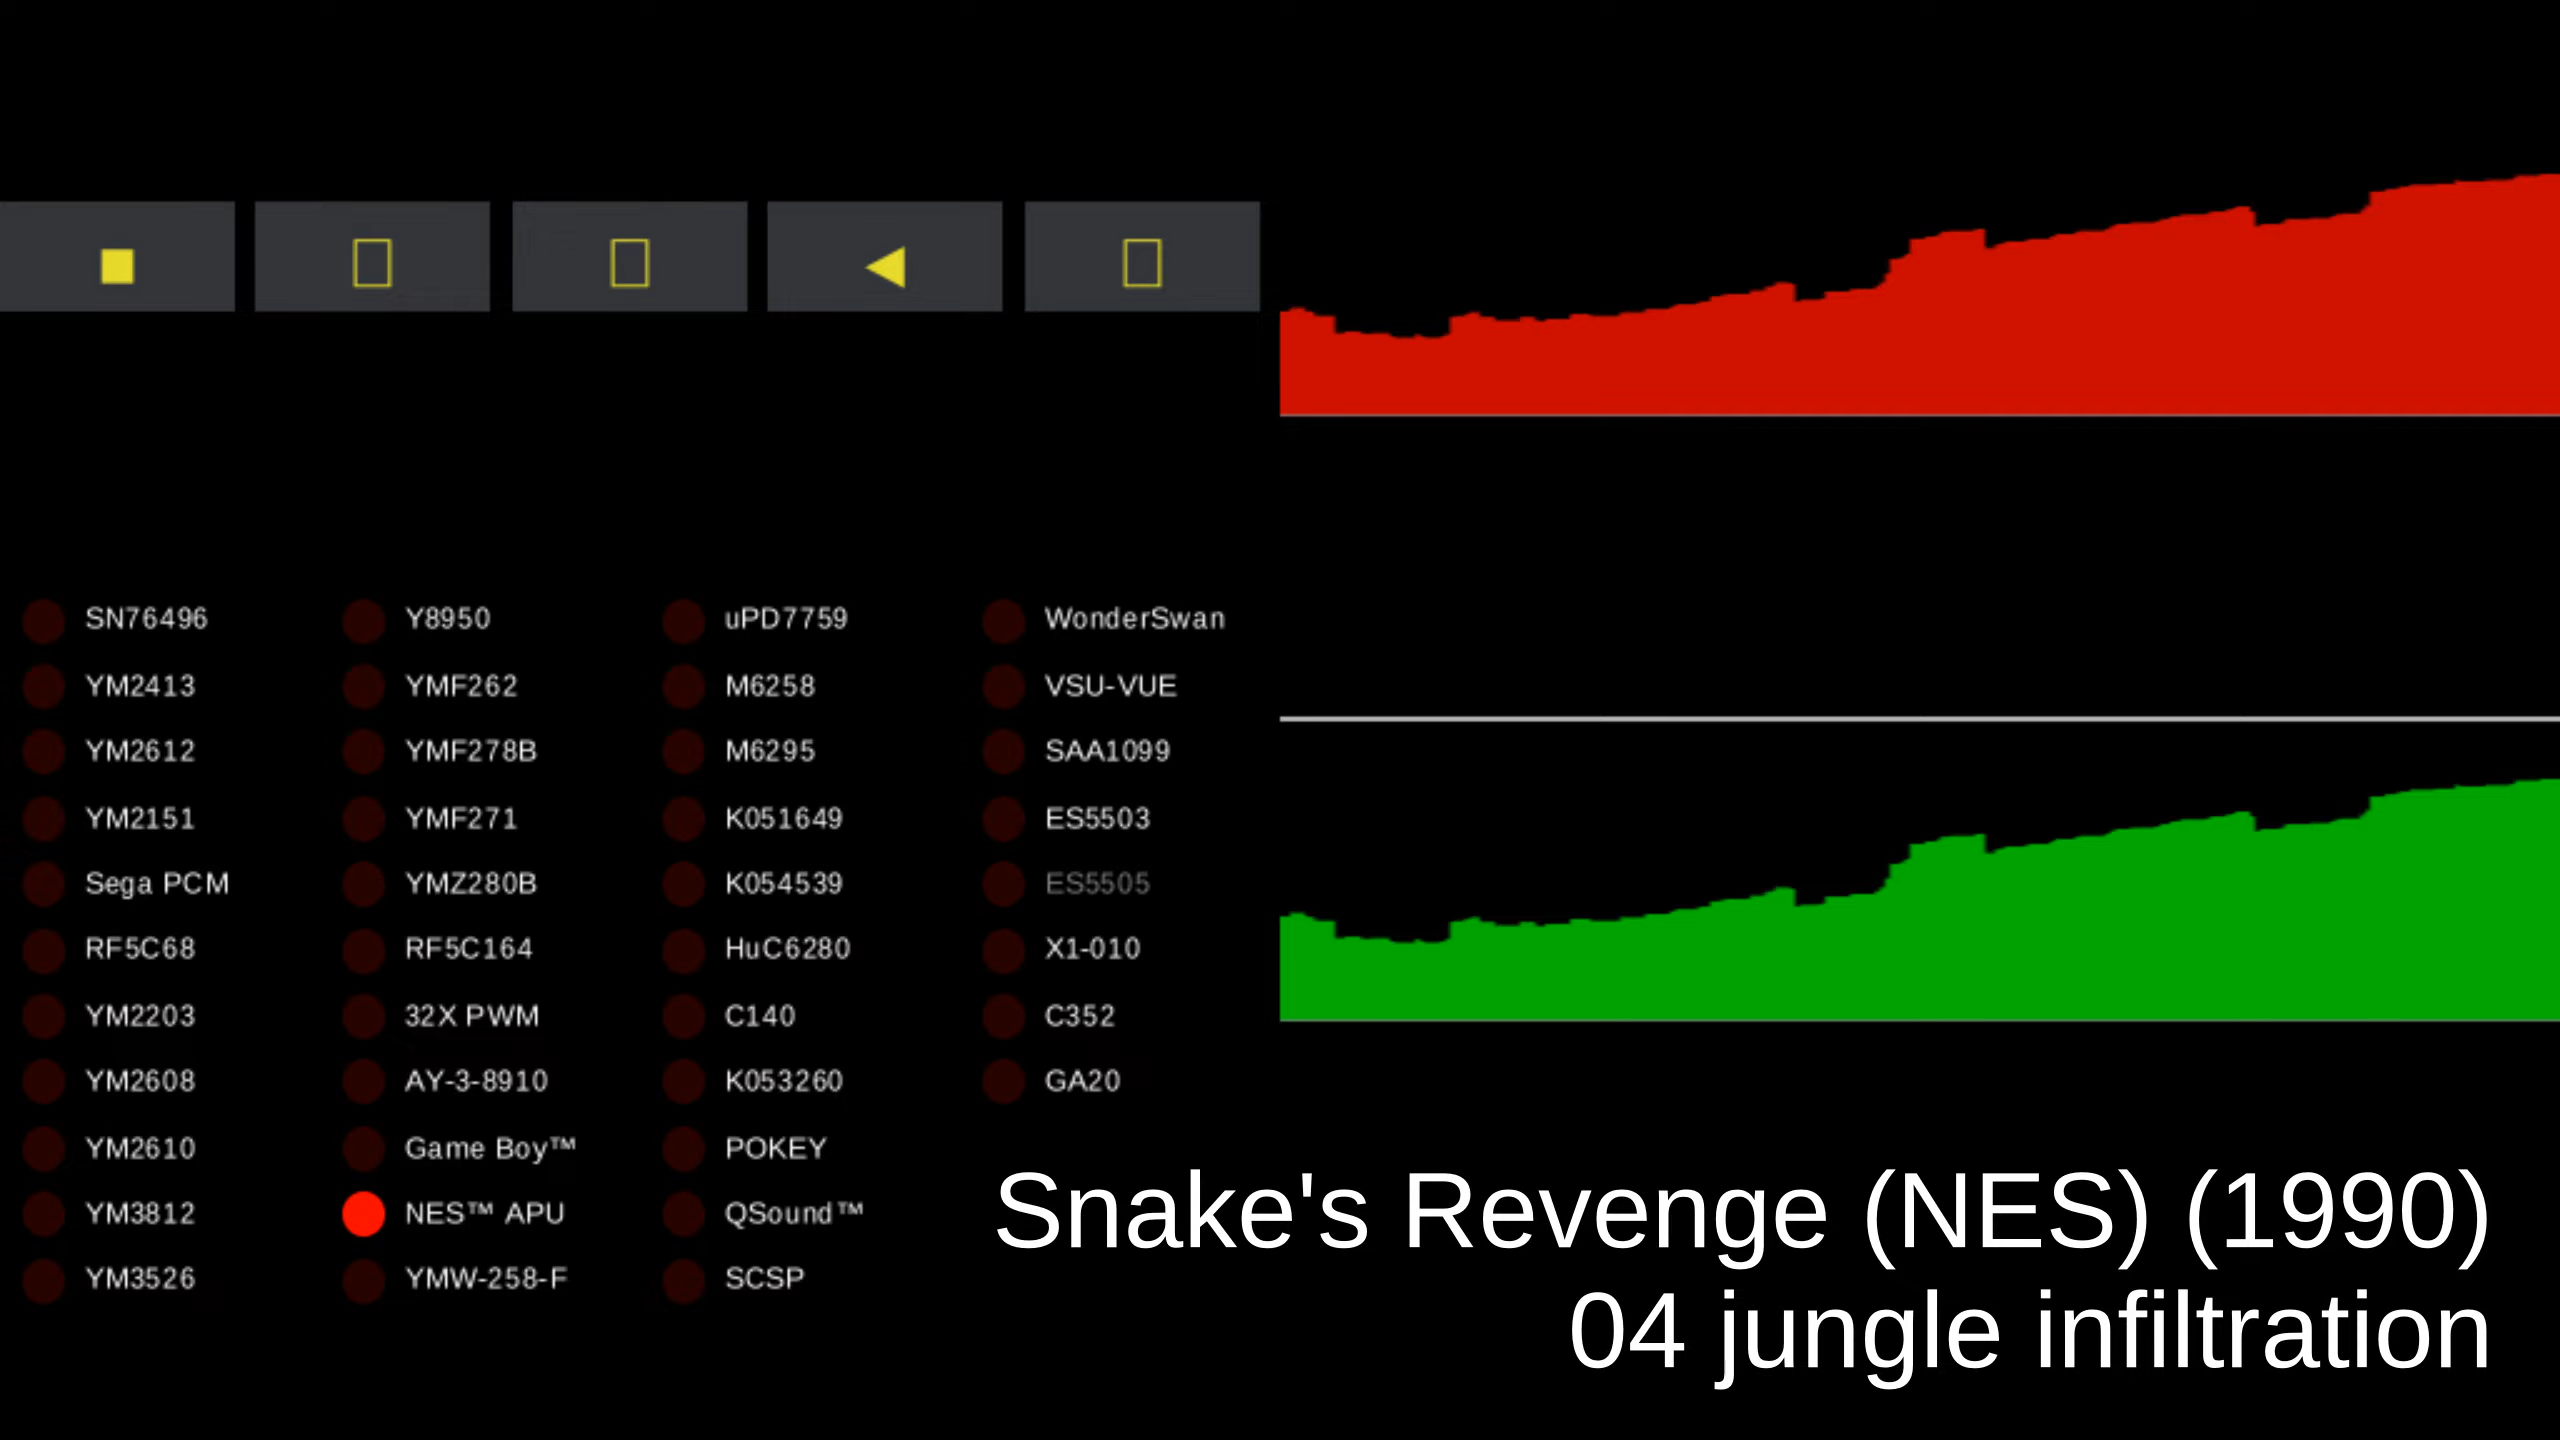 SN76496
YM2413
YM2612
YM2151
Sega PCM
RF5C68
YM2203
YM2608
YM2610
YM3812
YM3526
Y8950
YMF262
YMF278B
YMF271
YMZ280B
RF5C164
32X PWM
AY-3-8910
Game Boy™
NES™ APU
YMW-258-F
uPD7759
M6258
M6295
K051649
K054539
HuC6280
C140
K053260
POKEY
QSound™
SCSP
WonderSwan
VSU-VUE
SAA1099
ES5503
ES5505
X1-010
C352
GA20
Snake's Revenge (NES) (1990)
04 jungle infiltration